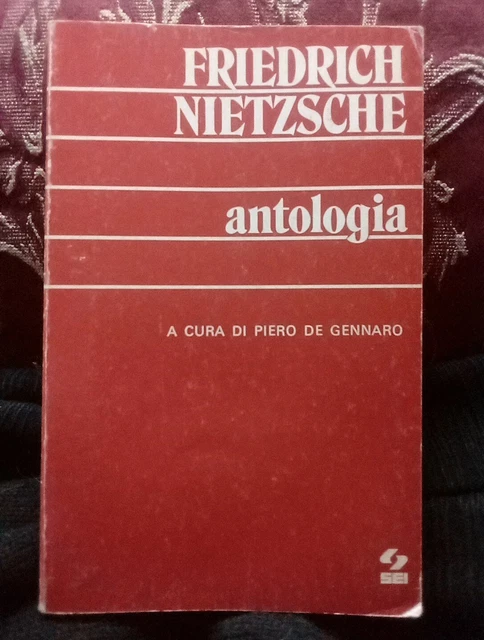 FRIEDRICH
NIETZSCHE
antologia
A CURA DI PIERO DE GENNARO
SEI